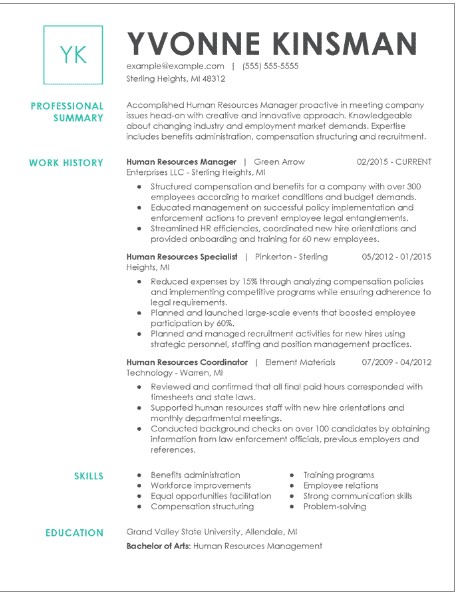 YK
YVONNE KINSMAN
example@example.com | (555) 555-5555
Sterling Heights, MI 48312
PROFESSIONAL
SUMMARY
Accomplished Human Resources Manager proactive in meeting company
issues head-on with creative and innovative approach. Knowledgeable
about changing industry and employment market demands. Expertise
includes benefits administration, compensation structuring and recruitment.
WORK HISTORY
Human Resources Manager | Green Arrow 02/2015 - CURRENT
Enterprises LLC - Sterling Heights, MI
● Structured compensation and benefits for a company with over 300
employees according to market conditions and budget demands.
● Educated management on successful policy implementation and
enforcement actions to prevent employee legal entanglements.
● Streamlined HR efficiencies, coordinated new hire orientations and
provided onboarding and training for 60 new employees.
Human Resources Specialist | Pinkerton - Sterling 05/2012 - 01/2015
Heights, MI
● Reduced expenses by 15% through analyzing compensation policies
and implementing competitive programs while ensuring adherence to
legal requirements.
● Planned and launched large-scale events that boosted employee
participation by 60%.
● Planned and managed recruitment activities for new hires using
strategic personnel, staffing and position management practices.
Human Resources Coordinator | Element Materials 07/2009 - 04/2012
Technology - Warren, MI
● Reviewed and confirmed that all final paid hours corresponded with
timesheets and state laws.
● Supported human resources staff with new hire orientations and
monthly departmental meetings.
● Conducted background checks on over 100 candidates by obtaining
information from law enforcement officials, previous employers and
references.
SKILLS
● Benefits administration
● Workforce improvements
● Equal opportunities facilitation
● Compensation structuring
● Training programs
● Employee relations
● Strong communication skills
● Problem-solving
EDUCATION
Grand Valley State University, Allendale, MI
Bachelor of Arts: Human Resources Management